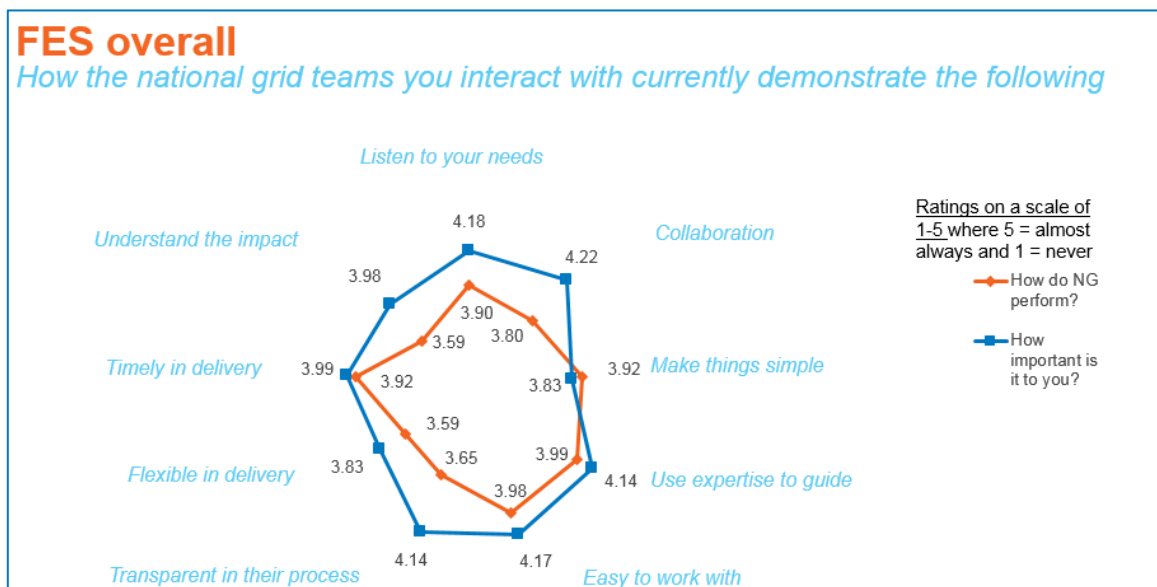 FES overall
How the national grid teams you interact with currently demonstrate the following
Listen to your needs
4.18
Understand the impact
Collaboration
Ratings on a scale of
1-5 where 5 = almost
always and 1 = never
3.98
4.22
How do NG
perform?
3.90
3.80
3.59
How
important is
it to you?
Timely in delivery
3.99
3.92
3.83
3.92
Make things simple
3.59
3.65
3.99
Flexible in delivery
3.83
3.98
4.14
Use expertise to guide
4.14
4.17
Transparent in their process
Easy to work with